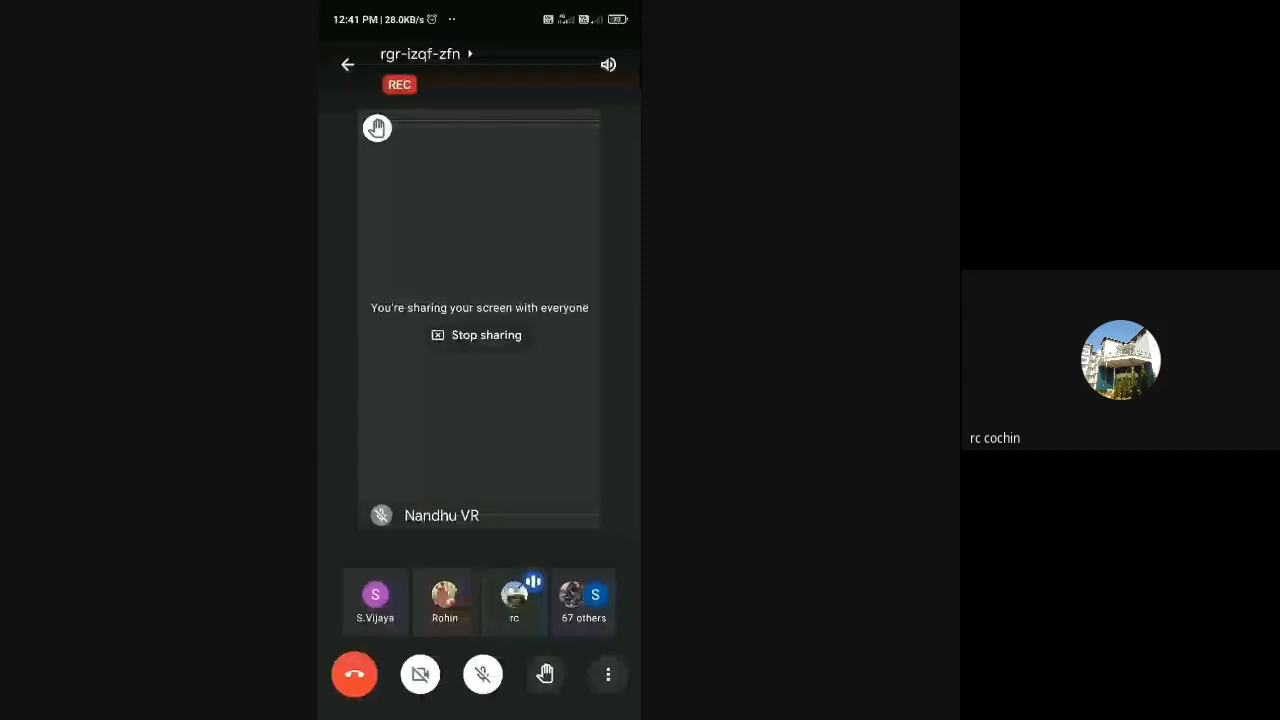 12:41 PM | 28.0KB/s
rgr-izqf-zfn
REC
You're sharing your screen with everyone
Stop sharing
Nandhu VR
S
S.Vijaya
Rohin
rc
S
67 others
rc cochin